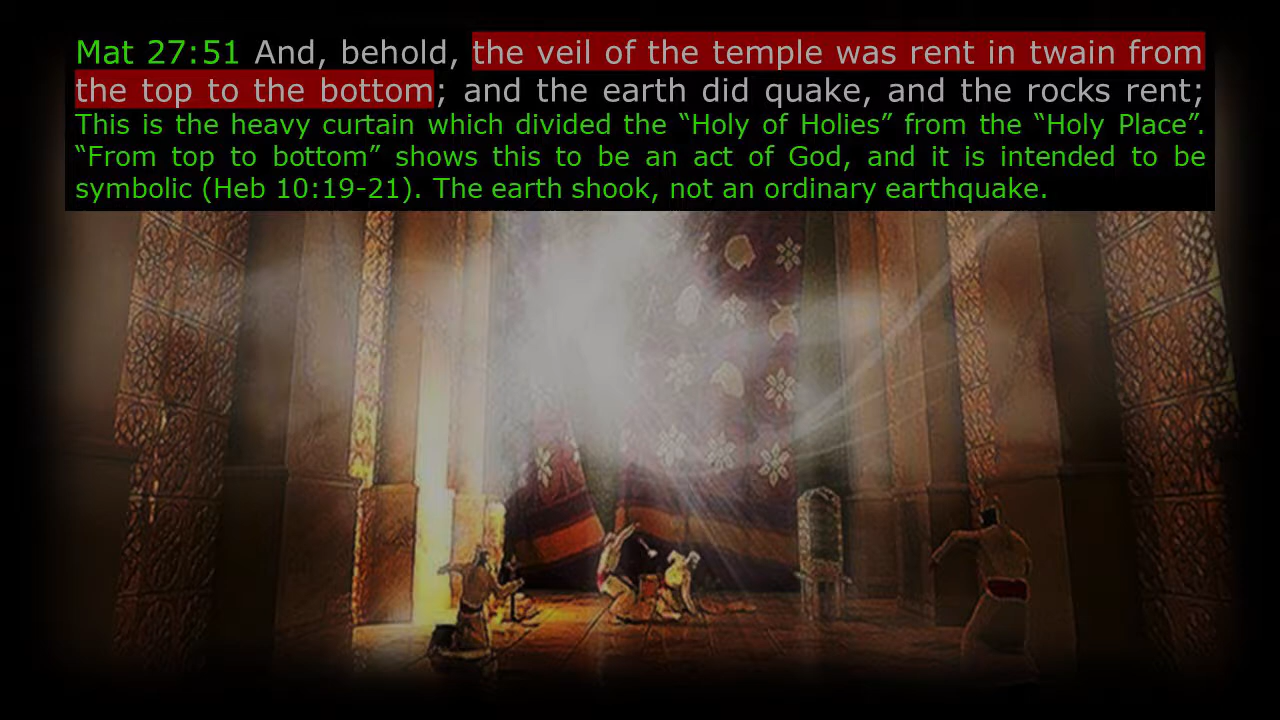 Mat 27:51 And, behold, the veil of the temple was rent in twain from
the top to the bottom; and the earth did quake, and the rocks rent;
This is the heavy curtain which divided the “Holy of Holies” from the “Holy Place”.
“From top to bottom” shows this to be an act of God, and it is intended to be
symbolic (Heb 10:19-21). The earth shook, not an ordinary earthquake.